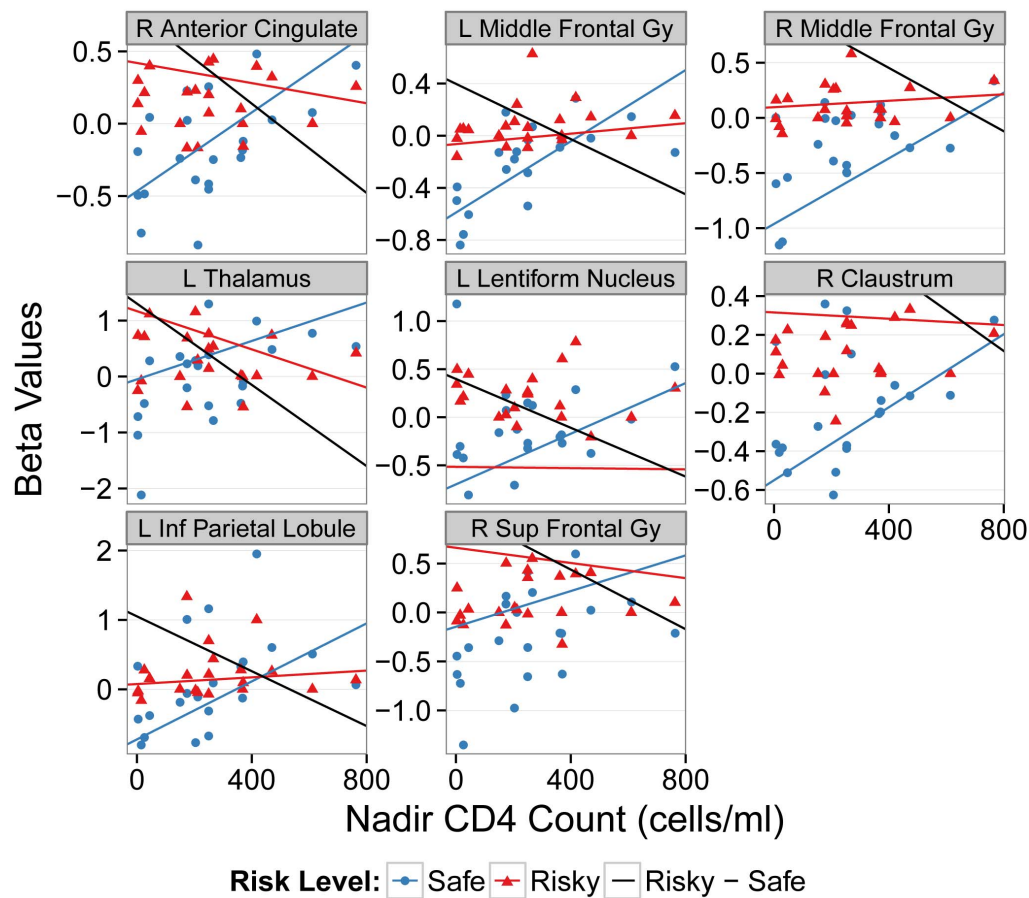 R Anterior Cingulate
L Middle Frontal Gy
R Middle Frontal Gy
0.5
0.0
−0.5
0.4
0.0
−0.4
−0.8
0.5
0.0
−1.0
L Thalamus
L Lentiform Nucleus
R Claustrum
1
0
−1
−2
1.0
0.5
0.0
−0.5
0.4
0.2
0.0
−0.2
−0.4
−0.6
0 400 800
L Inf Parietal Lobule
R Sup Frontal Gy
2
1
0
0.5
0.0
−0.5
−1.0
0 400 800
0 400 800
Beta Values
Nadir CD4 Count (cells/ml)
Risk Level: Safe Risky Risky − Safe